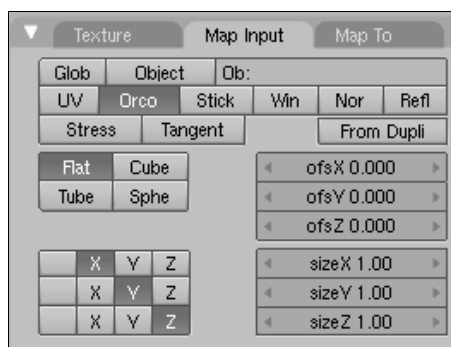 Texture Map Input Map To
Glob Object Ob:
UV Orco Stick Win Nor Refl
Stress Tangent From Dupli
Flat Cube ofsX 0.000
Tube Sphe ofsY 0.000
ofsZ 0.000
X Y Z sizeX 1.00
X Y Z sizeY 1.00
X Y Z sizeZ 1.00